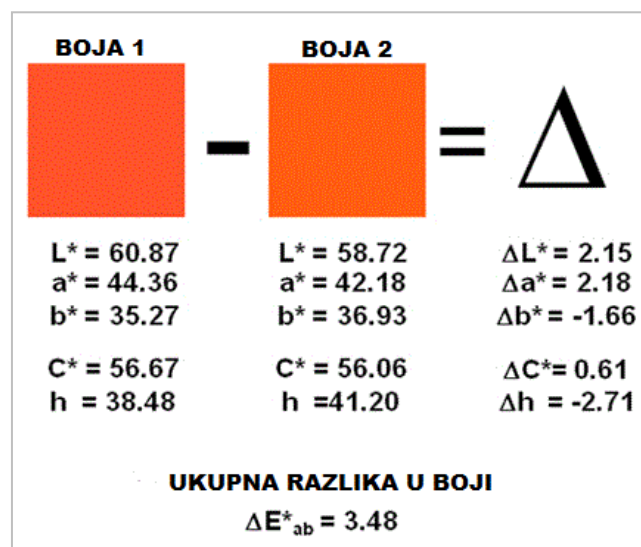 BOJA 1
BOJA 2
- = Δ
L* = 60.87
a* = 44.36
b* = 35.27
C* = 56.67
h = 38.48
L* = 58.72
a* = 42.18
b* = 36.93
C* = 56.06
h =41.20
ΔL* = 2.15
Δa* = 2.18
Δb* = -1.66
ΔC*= 0.61
Δh = -2.71
UKUPNA RAZLIKA U BOJI
ΔE*ab = 3.48